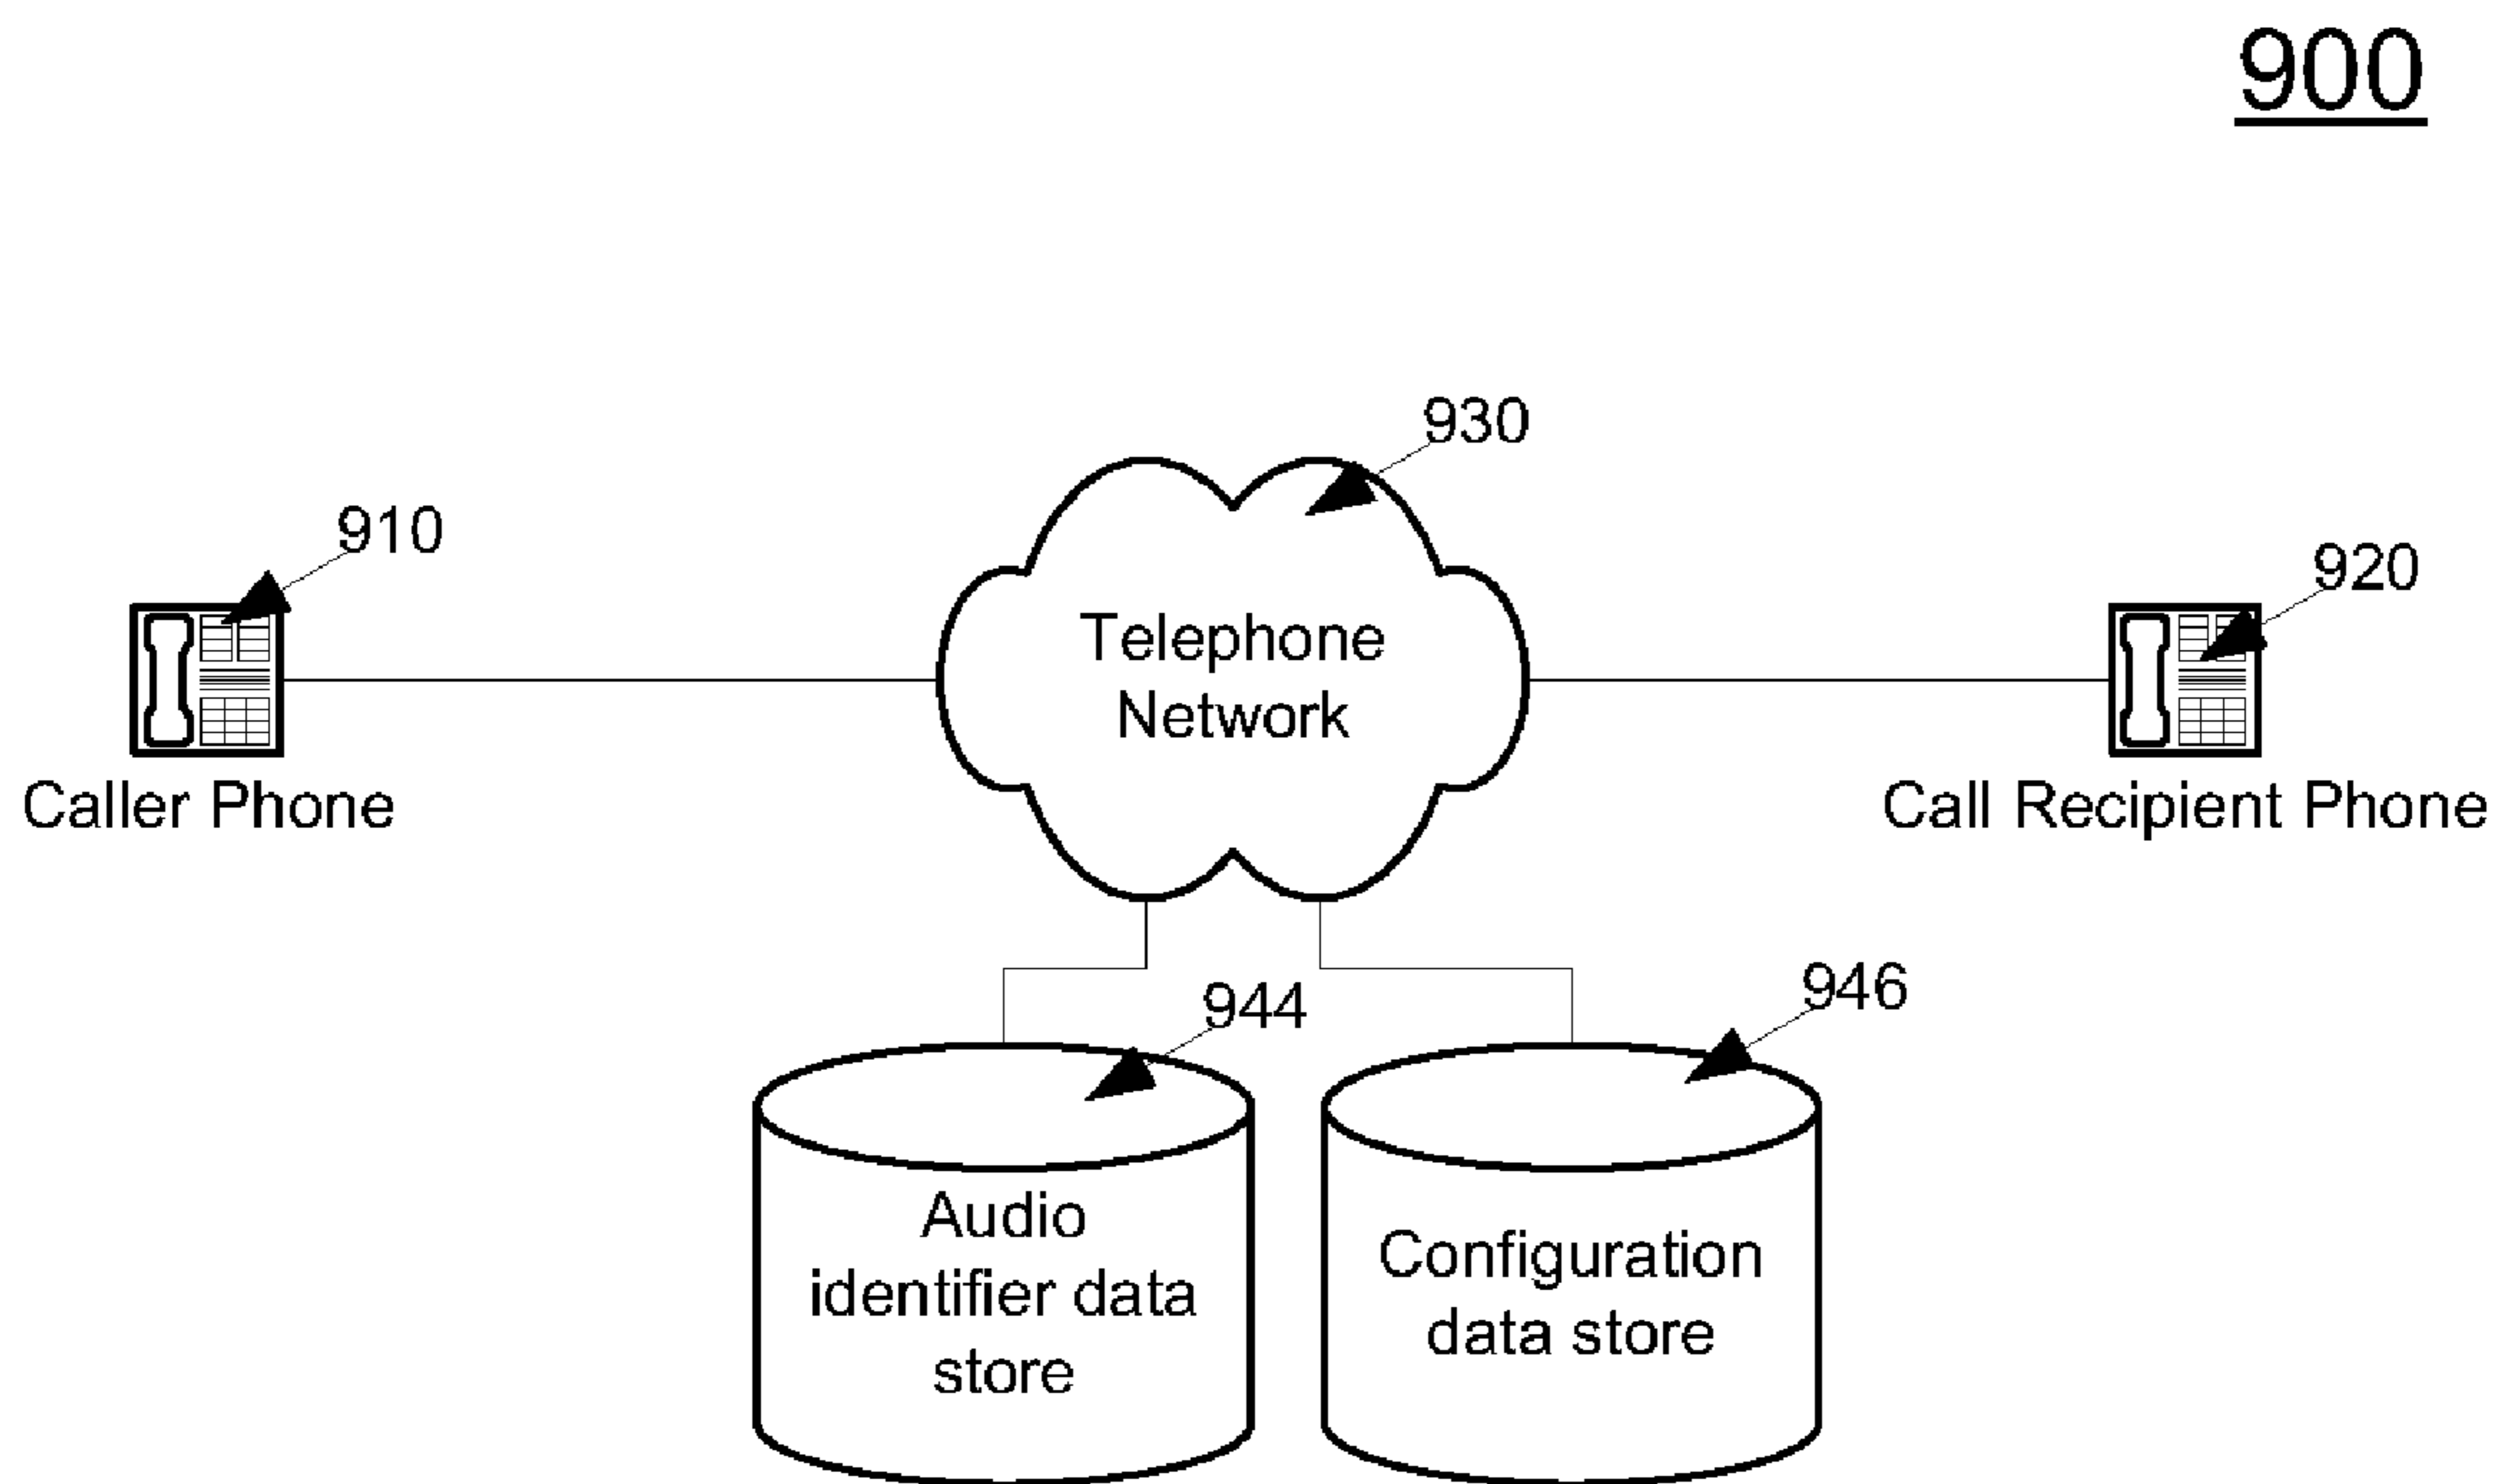 900
930
910
920
Telephone
Network
Caller Phone
Call Recipient Phone
944
946
Audio
identifier data
store
Configuration
data store